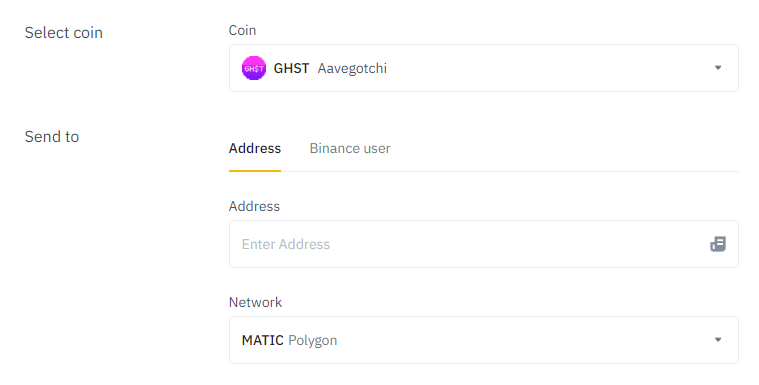 Select coin
Coin
GHST GHST Aavegotchi
Send to
Address Binance user
Address
Enter Address
Network
MATIC Polygon